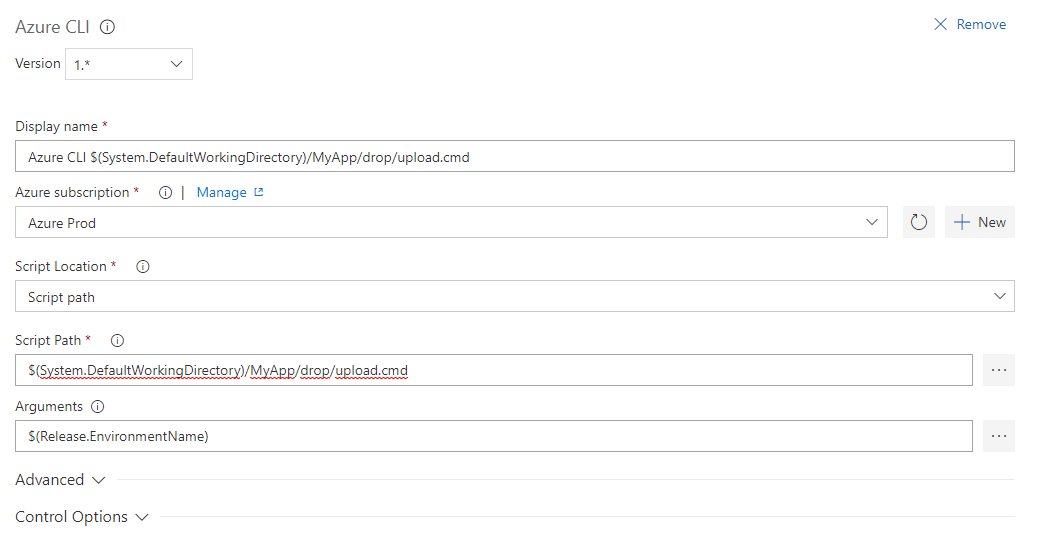 Azure CLI
Remove
Version 1.*
Display name *
Azure CLI $(System.DefaultWorkingDirectory)/MyApp/drop/upload.cmd
Azure subscription * | Manage
Azure Prod
New
Script Location *
Script path
Script Path *
$(System.DefaultWorkingDirectory)/MyApp/drop/upload.cmd
...
Arguments
$(Release.EnvironmentName)
...
Advanced
Control Options